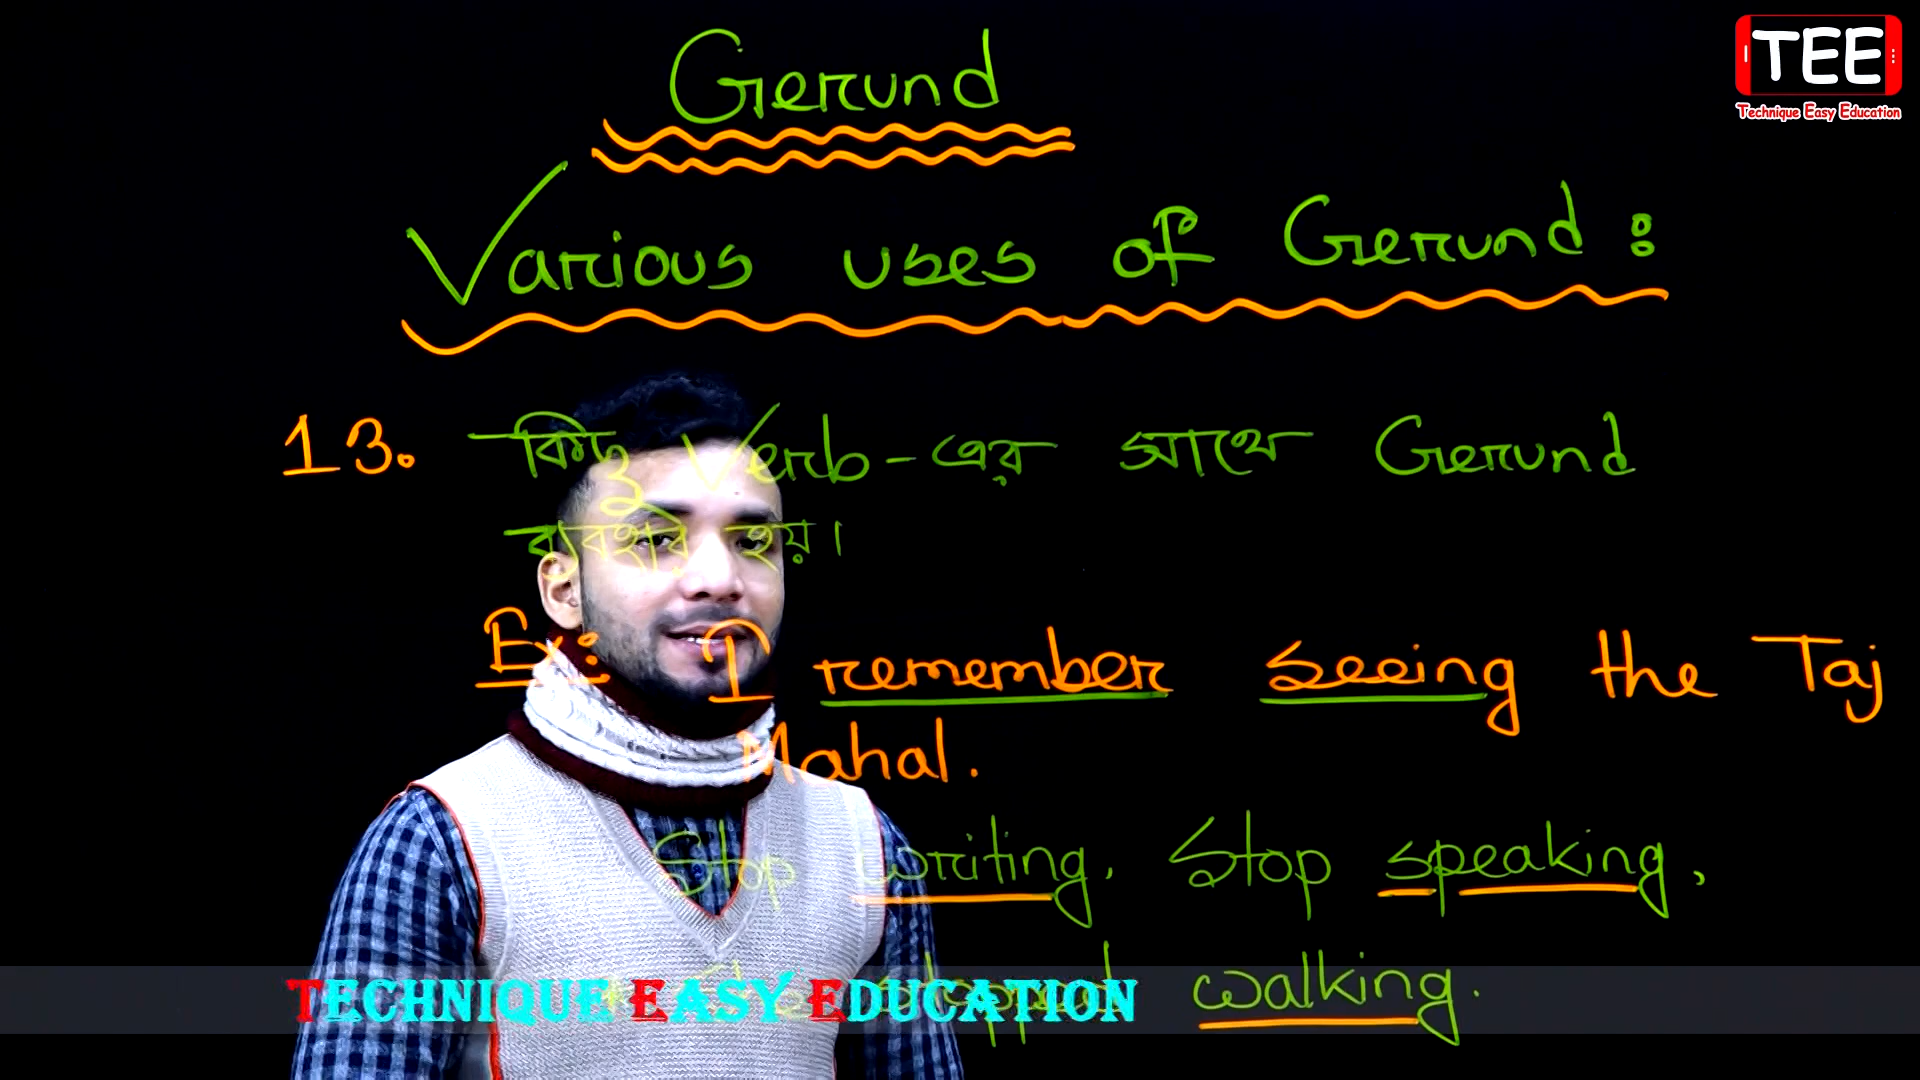 TEE
Technique Easy Education
Gerund
Various uses of Gerund :
13. কিছু Verb-এর সাথে Gerund
ব্যবহার হয়।
Ex: I remember seeing the Taj
Mahal.
Stop writing. Stop speaking.
stopped walking.
TECHNIQUE EASY EDUCATION